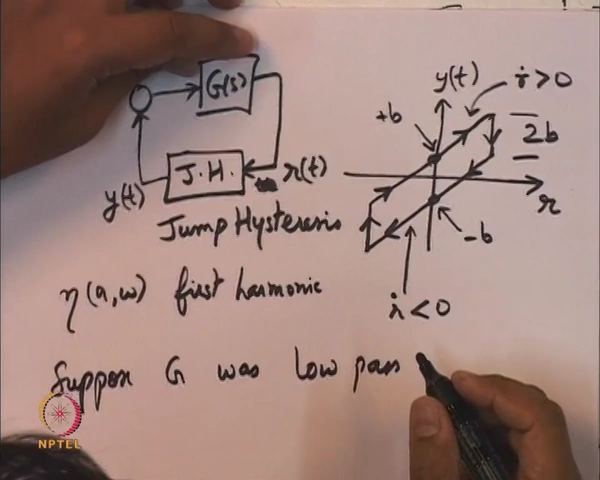 G(s)
y(t)
ṙ>0
+b
2b
J.H.
r(t)
y(t)
r
Jump Hysteresis
-b
η(a,w) first harmonic
ṙ<0
Suppose G was low pass
NPTEL